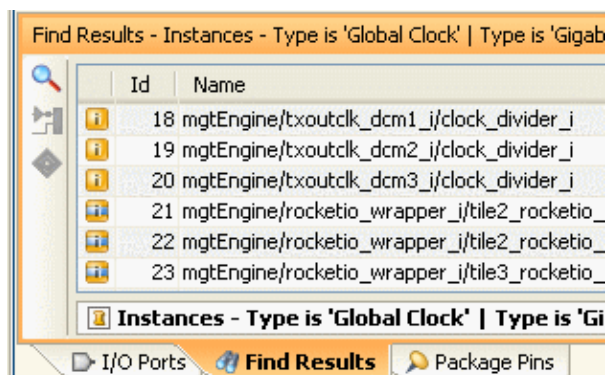 Find Results - Instances - Type is 'Global Clock' | Type is 'Gigab
Id Name
18 mgtEngine/txoutclk_dcm1_i/clock_divider_i
19 mgtEngine/txoutclk_dcm2_i/clock_divider_i
20 mgtEngine/txoutclk_dcm3_i/clock_divider_i
21 mgtEngine/rocketio_wrapper_i/tile2_rocketio_
22 mgtEngine/rocketio_wrapper_i/tile2_rocketio_
23 mgtEngine/rocketio_wrapper_i/tile3_rocketio_
Instances - Type is 'Global Clock' | Type is 'Gi
I/O Ports Find Results Package Pins